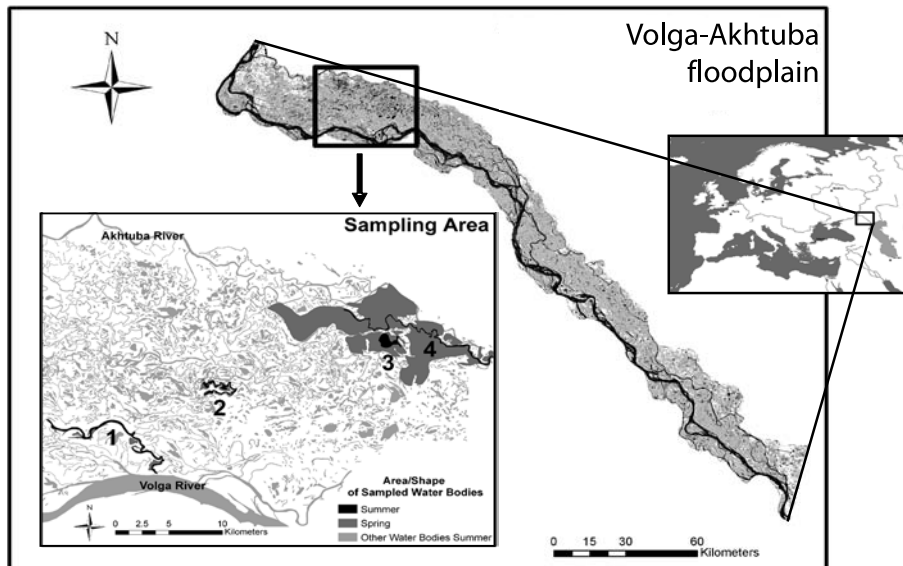 Volga-Akhtuba
floodplain
N
Sampling Area
Akhtuba River
4
3
2
1
Volga River
Area/Shape
of Sampled Water Bodies
Summer
Spring
Other Water Bodies Summer
N
0 2.5 5 10
Kilometers
0 15 30 60
Kilometers